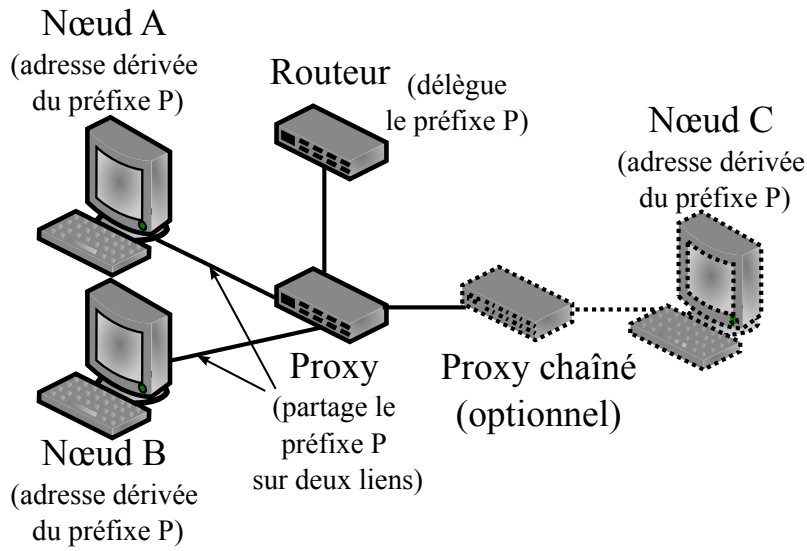 Nœud A
(adresse dérivée
du préfixe P)
Routeur
(délègue
le préfixe P)
Nœud C
(adresse dérivée
du préfixe P)
Proxy
(partage le
préfixe P
sur deux liens)
Proxy chaîné
(optionnel)
Nœud B
(adresse dérivée
du préfixe P)